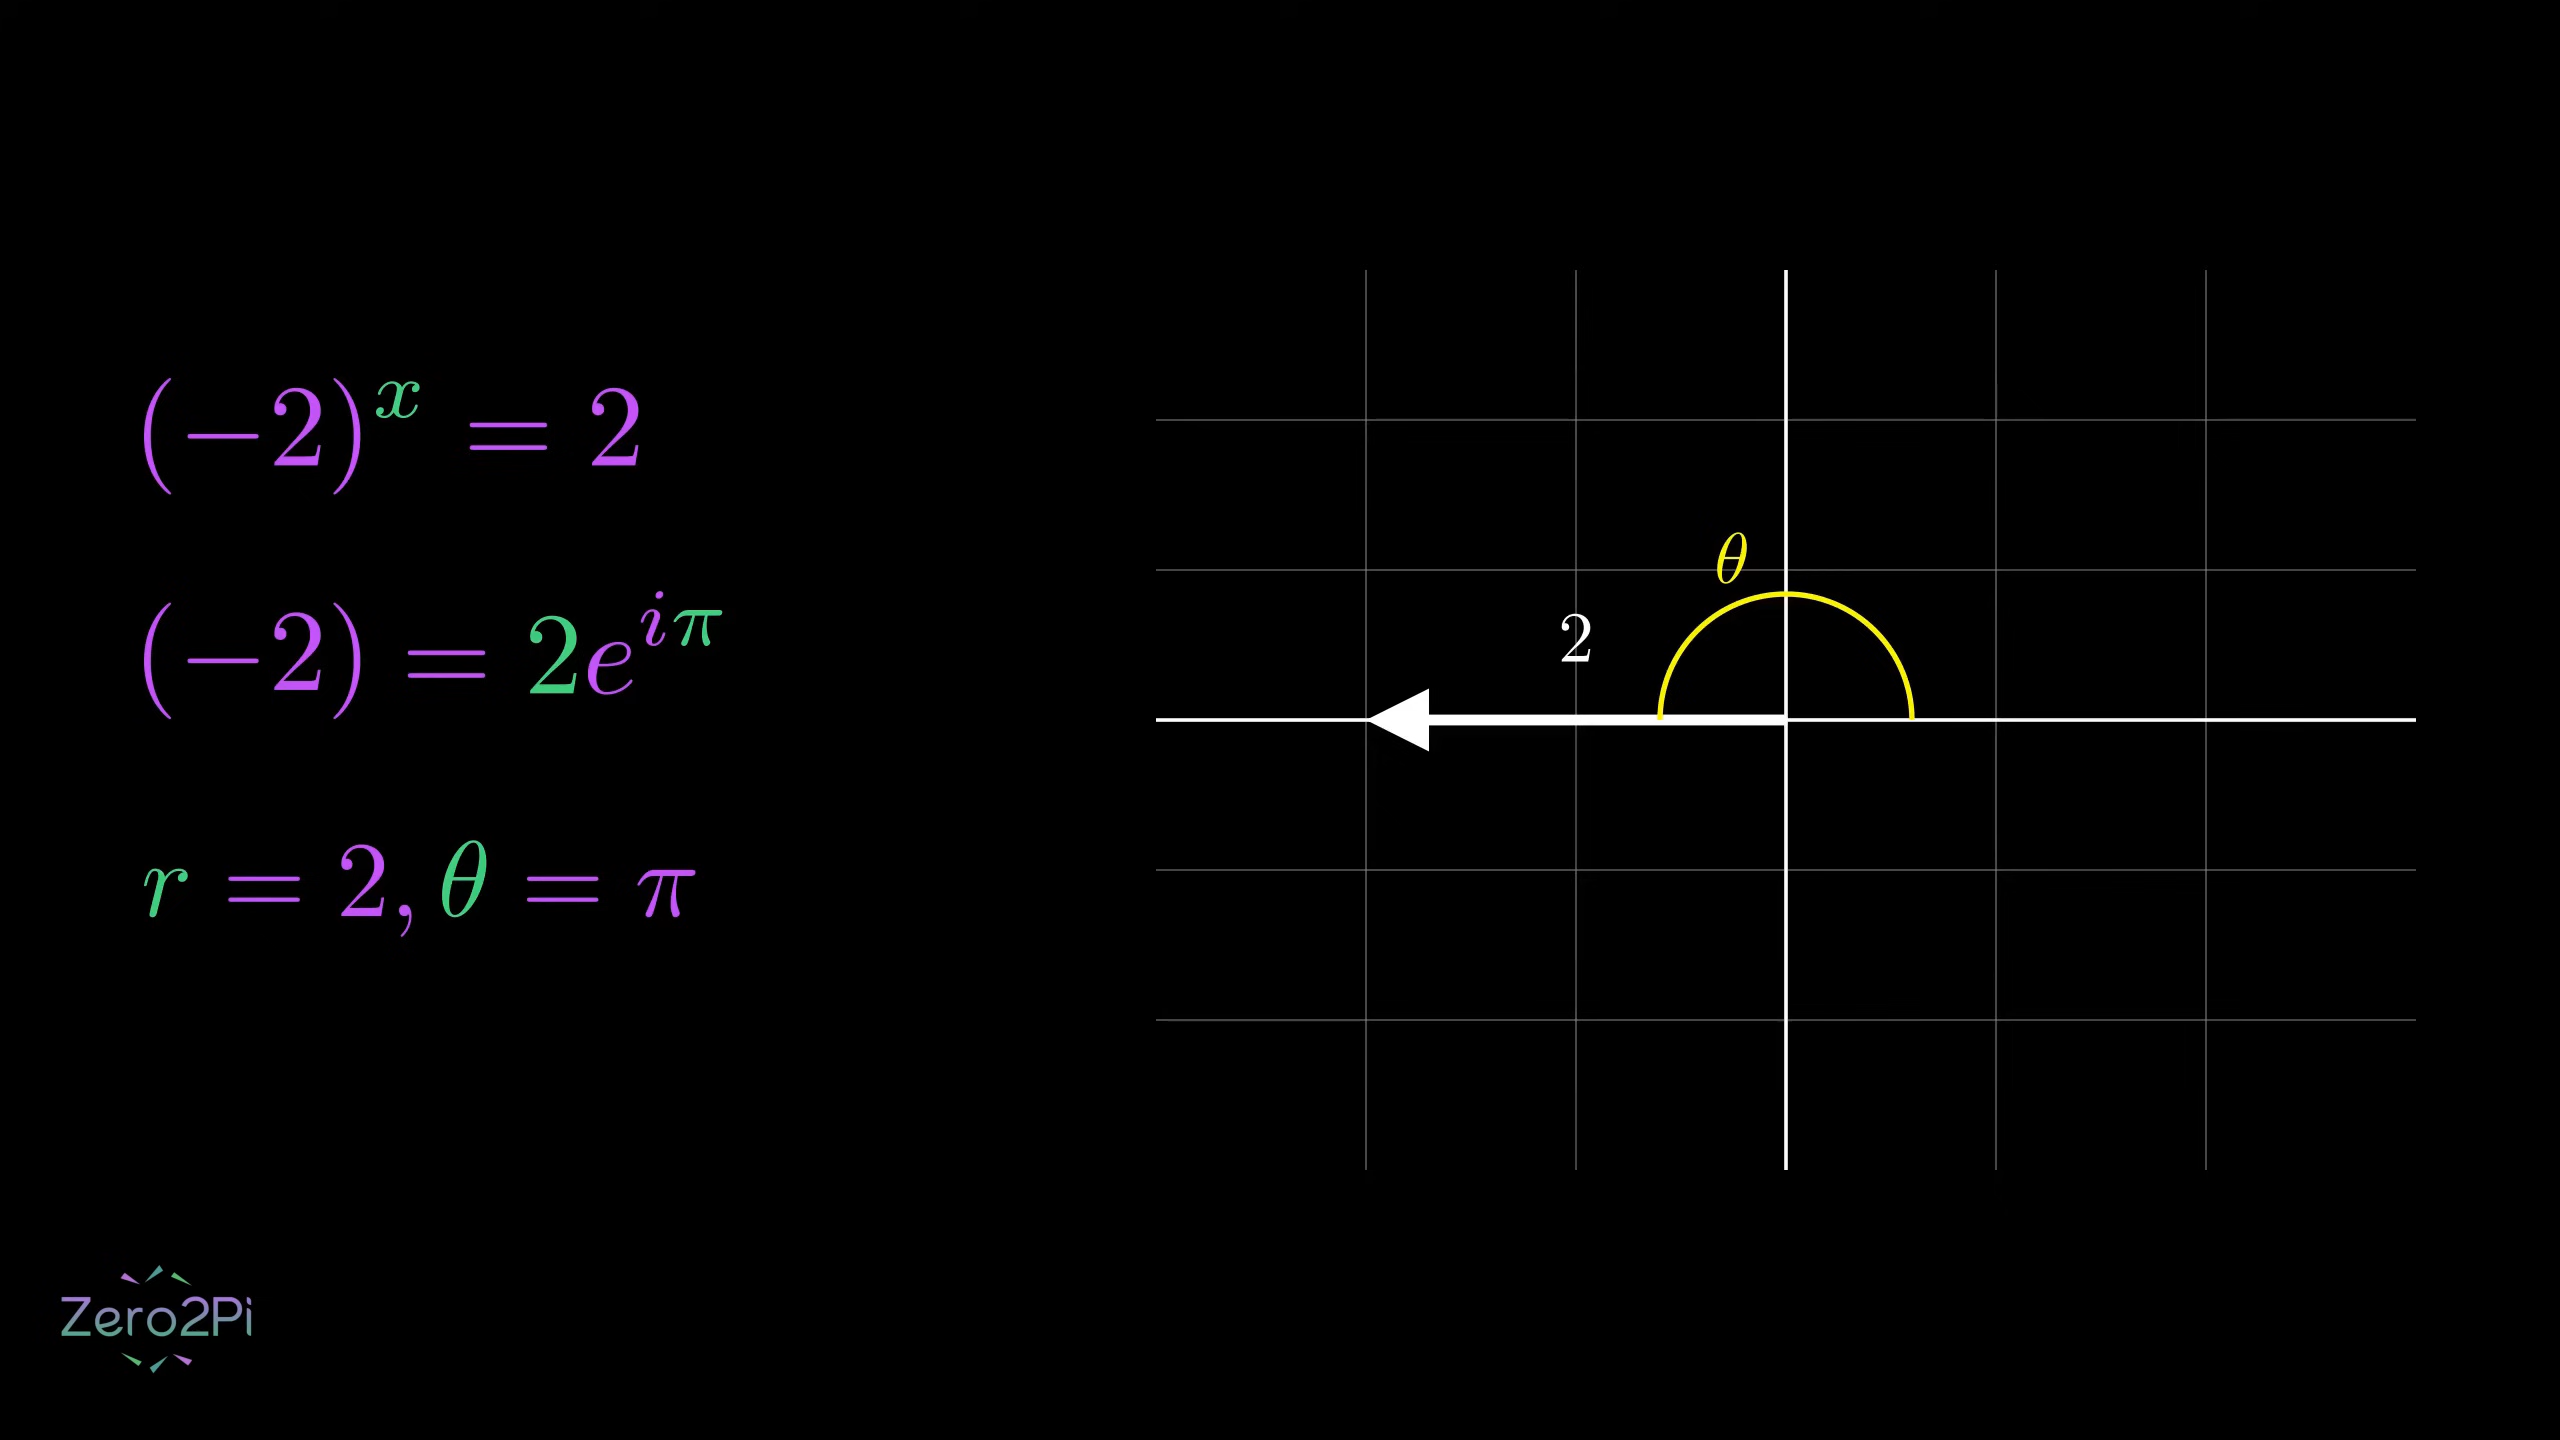 (−2)ˣ = 2
(−2) = 2e^{iπ}
r = 2, θ = π
θ
2
Zero2Pi